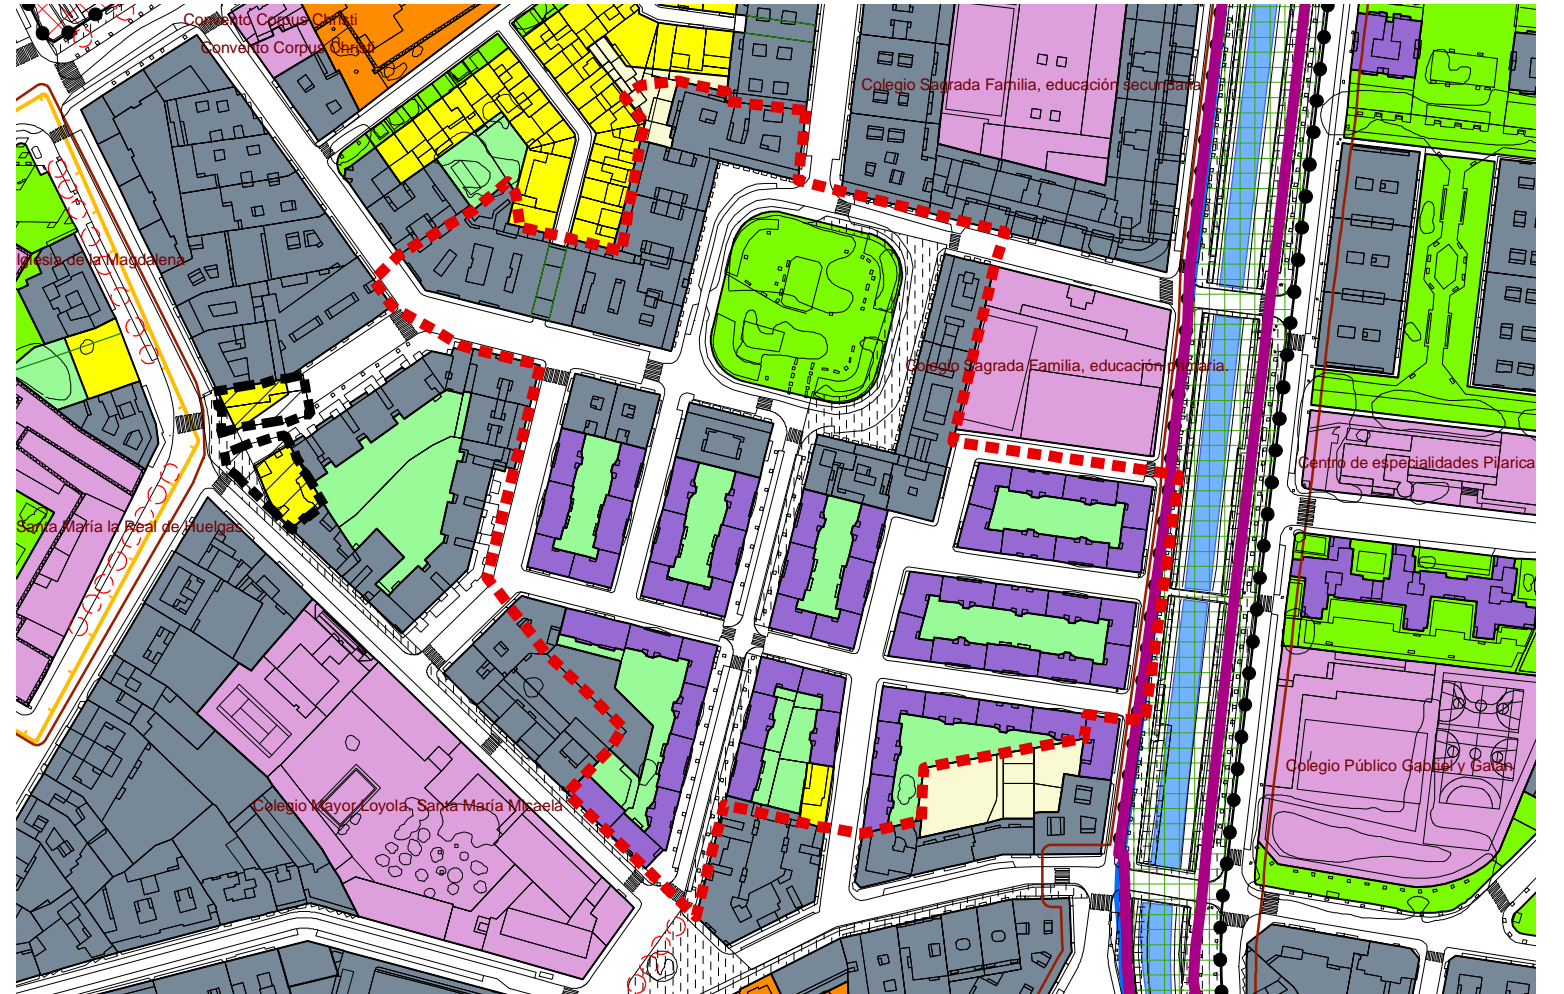 Convento Corpus Christi
Convento Corpus Christi
Colegio Sagrada Familia, educación secundaria
Iglesia de la Magdalena
Colegio Sagrada Familia, educación primaria.
Centro de especialidades Pilarica
Santa María la Real de Huelgas
Colegio Público Gabriel y Galán
Colegio Mayor Loyola. Santa María Micaela